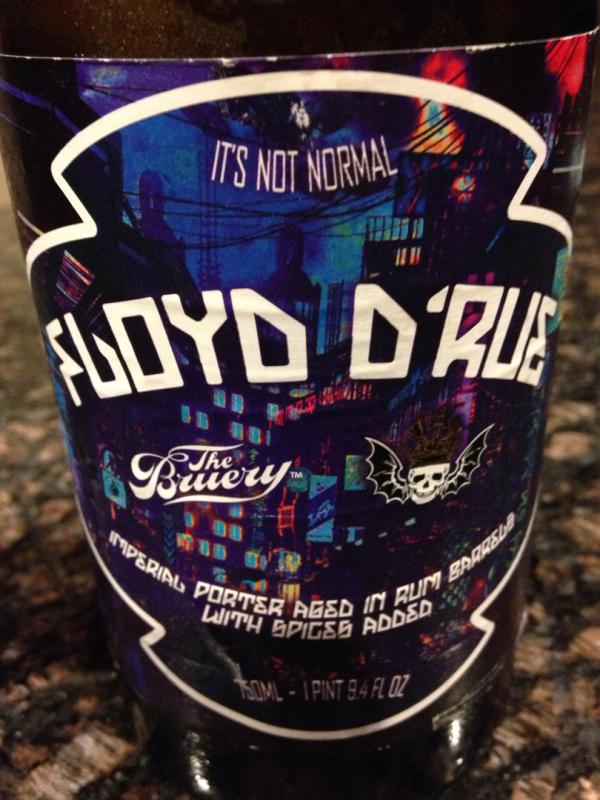 IT'S NOT NORMAL
FLOYD D'RUE
The
Bruery™
IMPERIAL PORTER AGED IN RUM BARRELS
WITH SPICES ADDED
750ML - 1 PINT 9.4 FL OZ